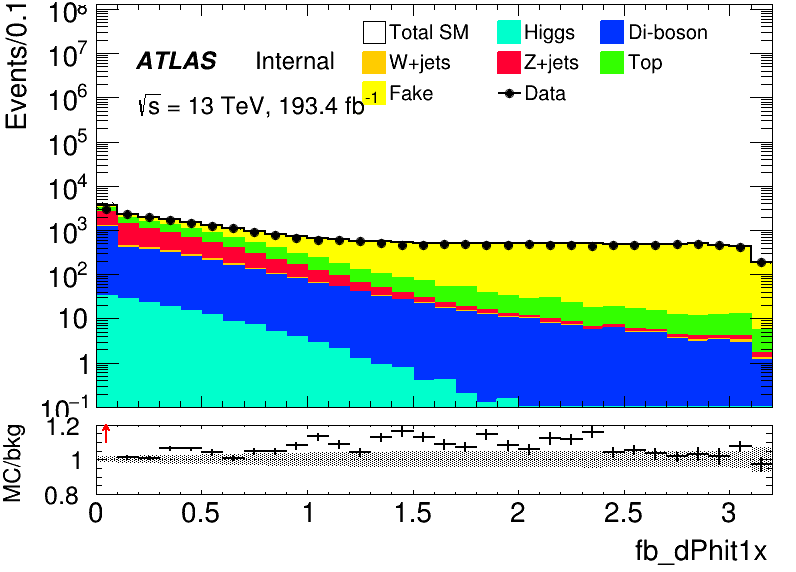 Events/0.1
10⁸
10⁷
10⁶
10⁵
10⁴
10³
10²
10
1
10⁻¹
ATLAS Internal
√s = 13 TeV, 193.4 fb⁻¹
Total SM
Higgs
Di-boson
W+jets
Z+jets
Top
Fake
Data
MC/bkg
1.2
1
0.8
0 0.5 1 1.5 2 2.5 3
fb_dPhit1x